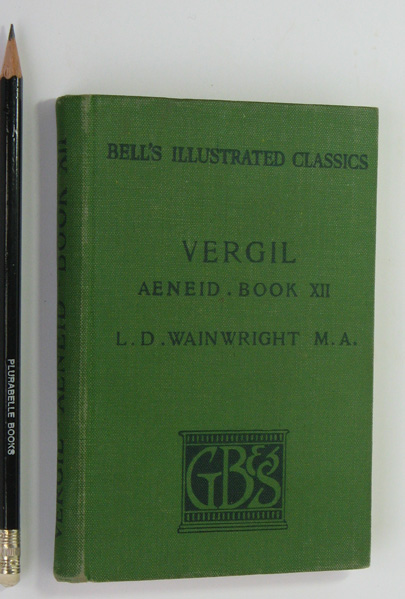 BELL'S ILLUSTRATED CLASSICS
VERGIL
AENEID . BOOK XII
L. D. WAINWRIGHT M. A.
GB&S
VERGIL AENEID BOOK XII
PLURABELLE BOOKS